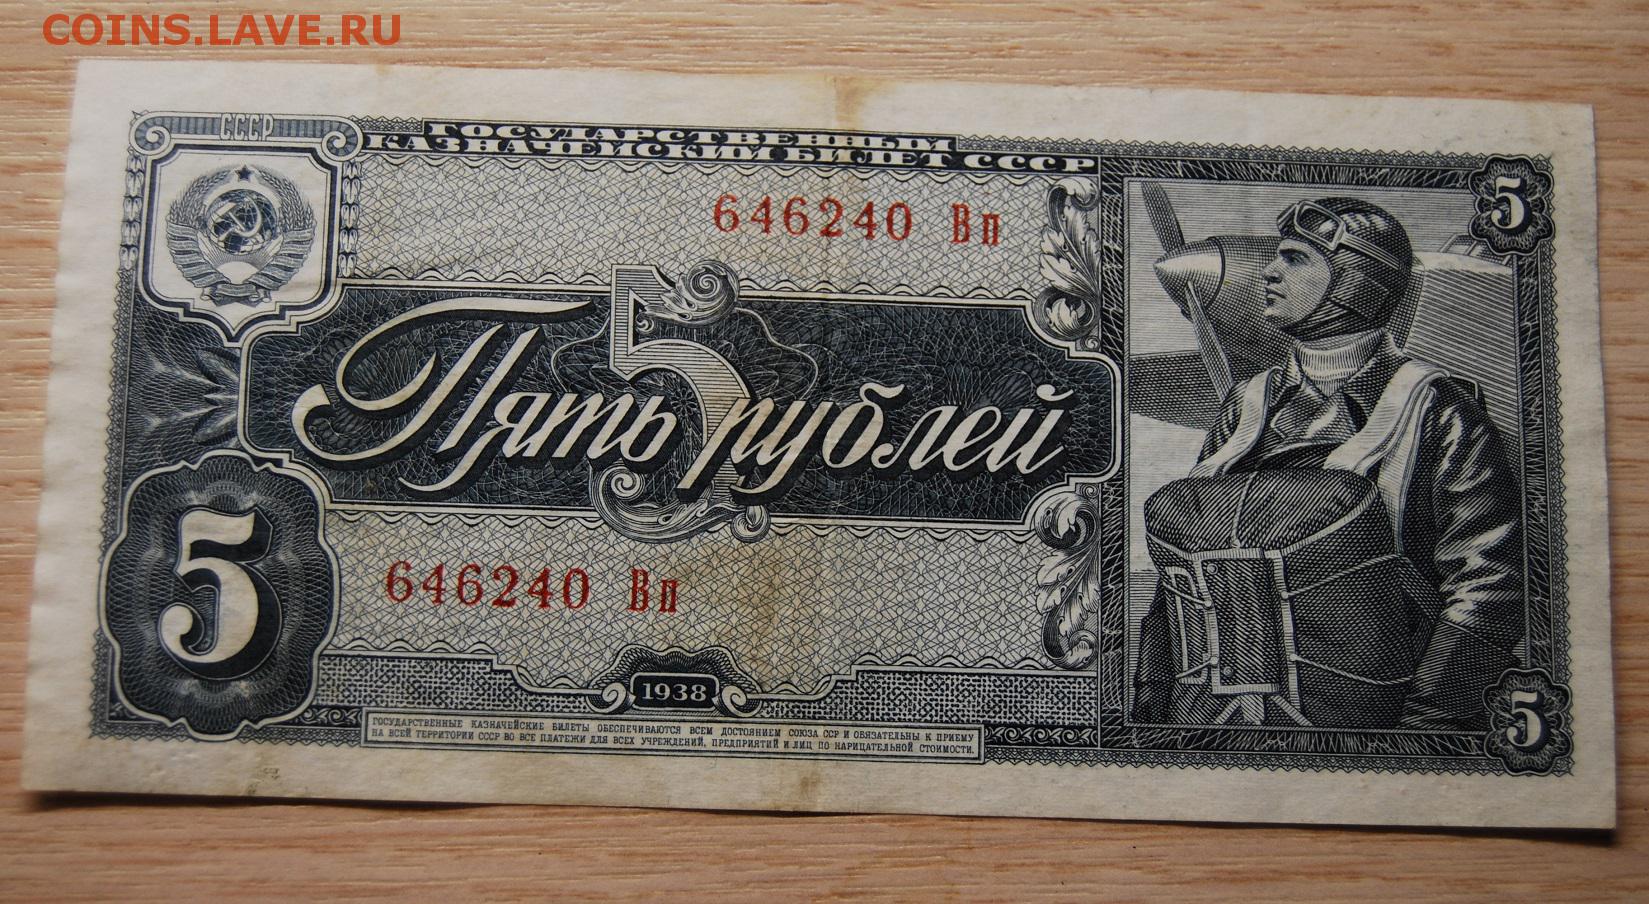 COINS.LAVE.RU
СССР
ГОСУДАРСТВЕННЫЙ
КАЗНАЧЕЙСКИЙ БИЛЕТ СССР
5
646240 Вп
5
Пять рублей
5
646240 Вп
1938
5
ГОСУДАРСТВЕННЫЕ КАЗНАЧЕЙСКИЕ БИЛЕТЫ ОБЕСПЕЧИВАЮТСЯ ВСЕМ ДОСТОЯНИЕМ СОЮЗА ССР И ОБЯЗАТЕЛЬНЫ К ПРИЕМУ
НА ВСЕЙ ТЕРРИТОРИИ СССР ВО ВСЕ ПЛАТЕЖИ ДЛЯ ВСЕХ УЧРЕЖДЕНИЙ, ПРЕДПРИЯТИЙ И ЛИЦ ПО НАРИЦАТЕЛЬНОЙ СТОИМОСТИ.